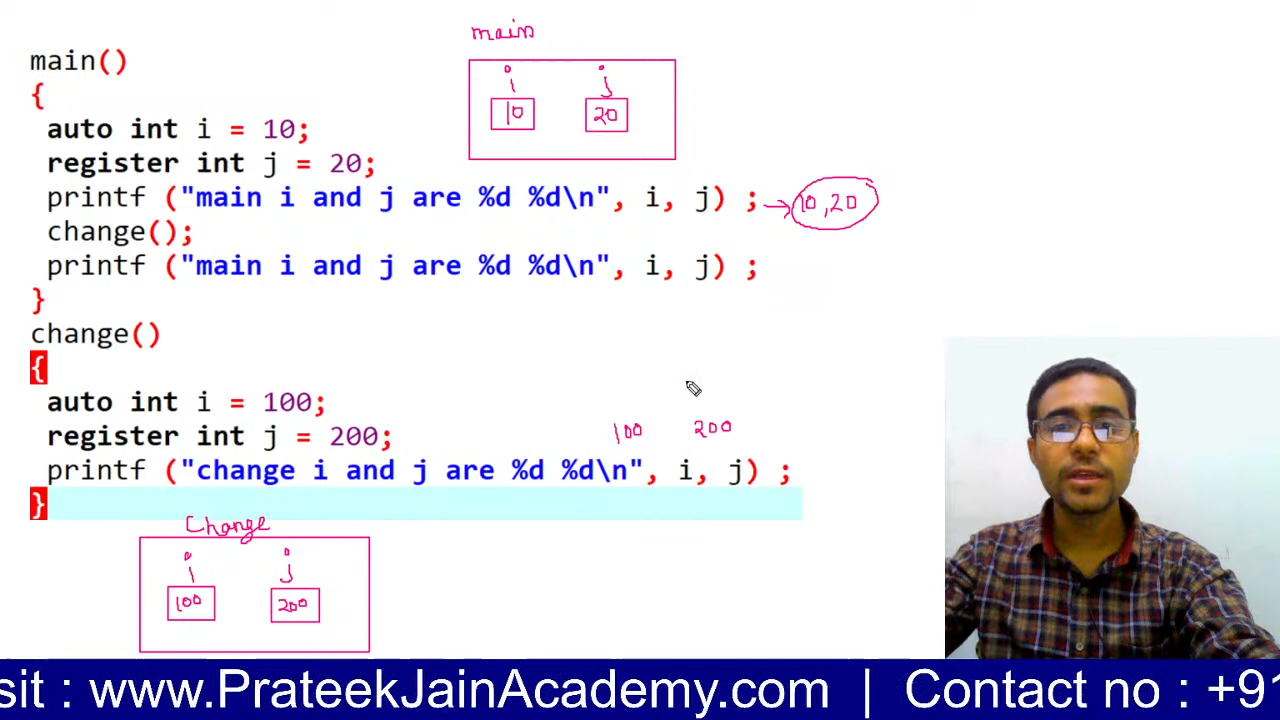 main
i j
10 20
main()
{
auto int i = 10;
register int j = 20;
printf ("main i and j are %d %d\n", i, j) ; → 10,20
change();
printf ("main i and j are %d %d\n", i, j) ;
}
change()
{
auto int i = 100;
100 200
register int j = 200;
printf ("change i and j are %d %d\n", i, j) ;
}
Change
i j
100 200
sit : www.PrateekJainAcademy.com | Contact no : +91